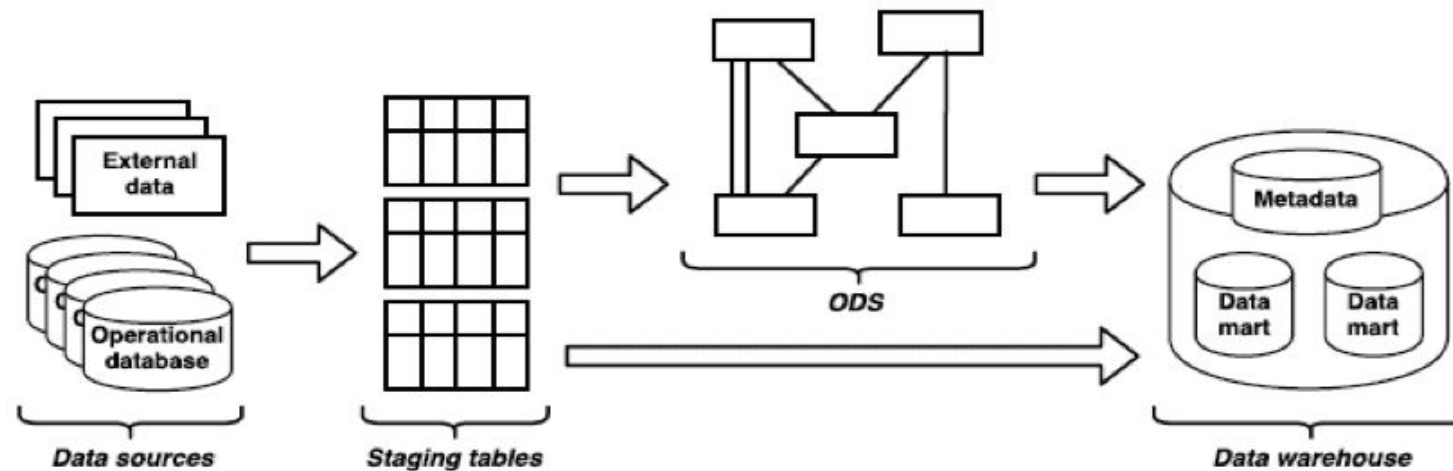 External
data
Operational
database
Metadata
Data
mart
Data
mart
ODS
Data sources
Staging tables
Data warehouse